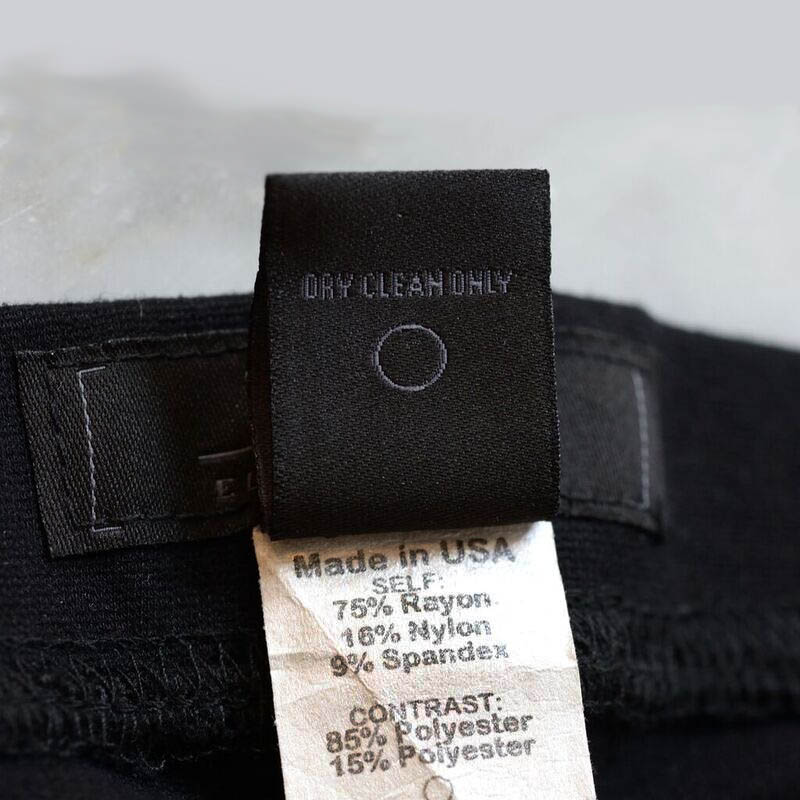 DRY CLEAN ONLY
Made in USA
SELF:
75% Rayon
16% Nylon
9% Spandex
CONTRAST:
85% Polyester
15% Polyester